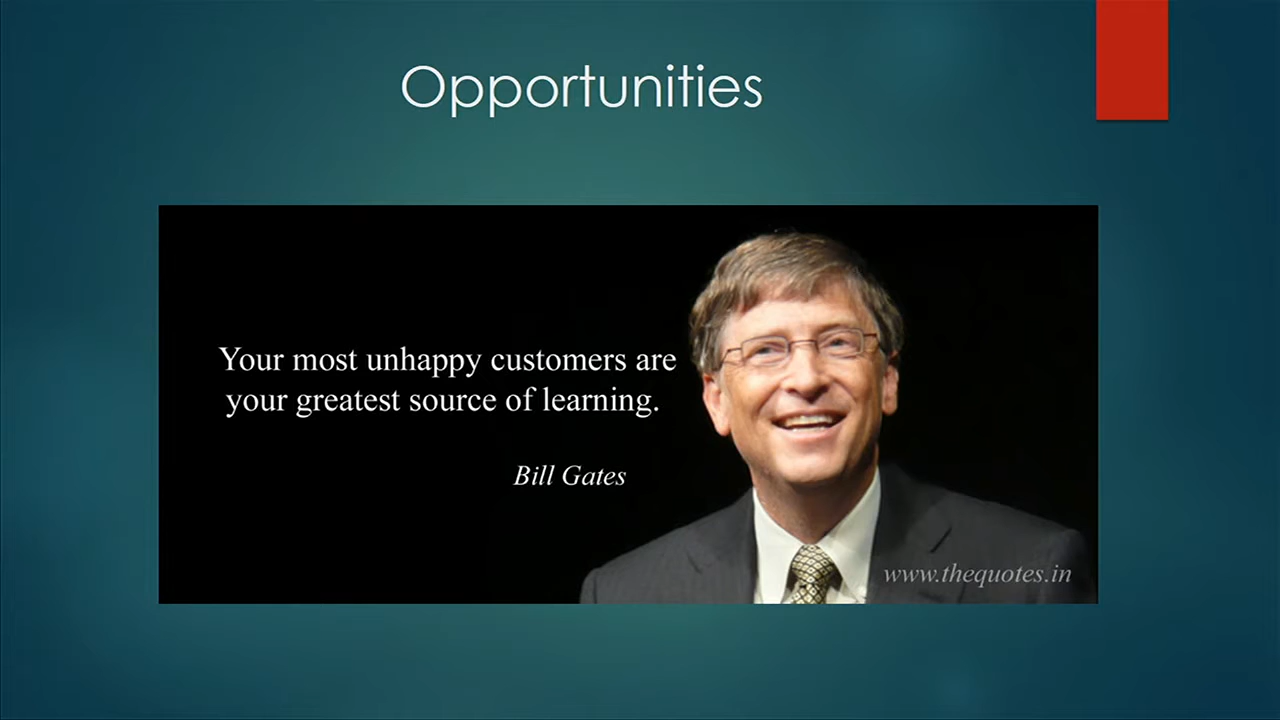 Opportunities
Your most unhappy customers are
your greatest source of learning.
Bill Gates
www.thequotes.in